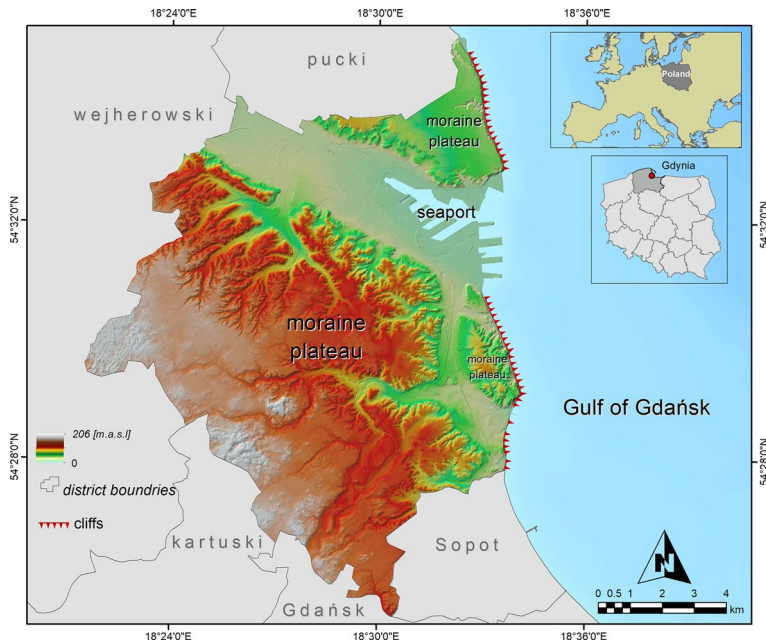 18°24'0"E
18°30'0"E
18°36'0"E
pucki
wejherowski
moraine
plateau
Poland
Gdynia
seaport
54°32'0"N
54°32'0"N
moraine
plateau
moraine
plateau
Gulf of Gdańsk
206 [m.a.s.l]
0
district boundries
cliffs
54°28'0"N
54°28'0"N
kartuski
Sopot
Gdańsk
N
0 0.5 1 2 3 4
km
18°24'0"E
18°30'0"E
18°36'0"E